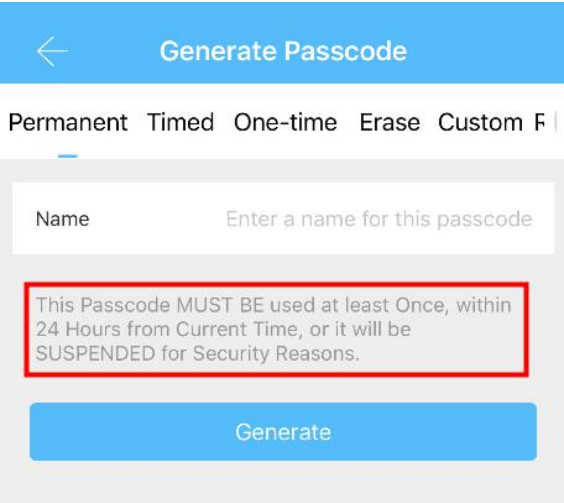 Generate Passcode
Permanent Timed One-time Erase Custom R
Name Enter a name for this passcode
This Passcode MUST BE used at least Once, within
24 Hours from Current Time, or it will be
SUSPENDED for Security Reasons.
Generate